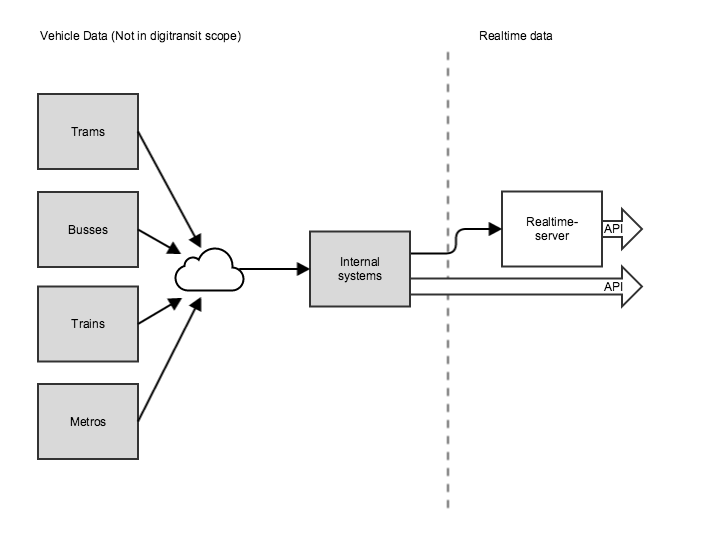 Vehicle Data (Not in digitransit scope)
Realtime data
Trams
Busses
Trains
Metros
Internal
systems
Realtime-
server
API
API